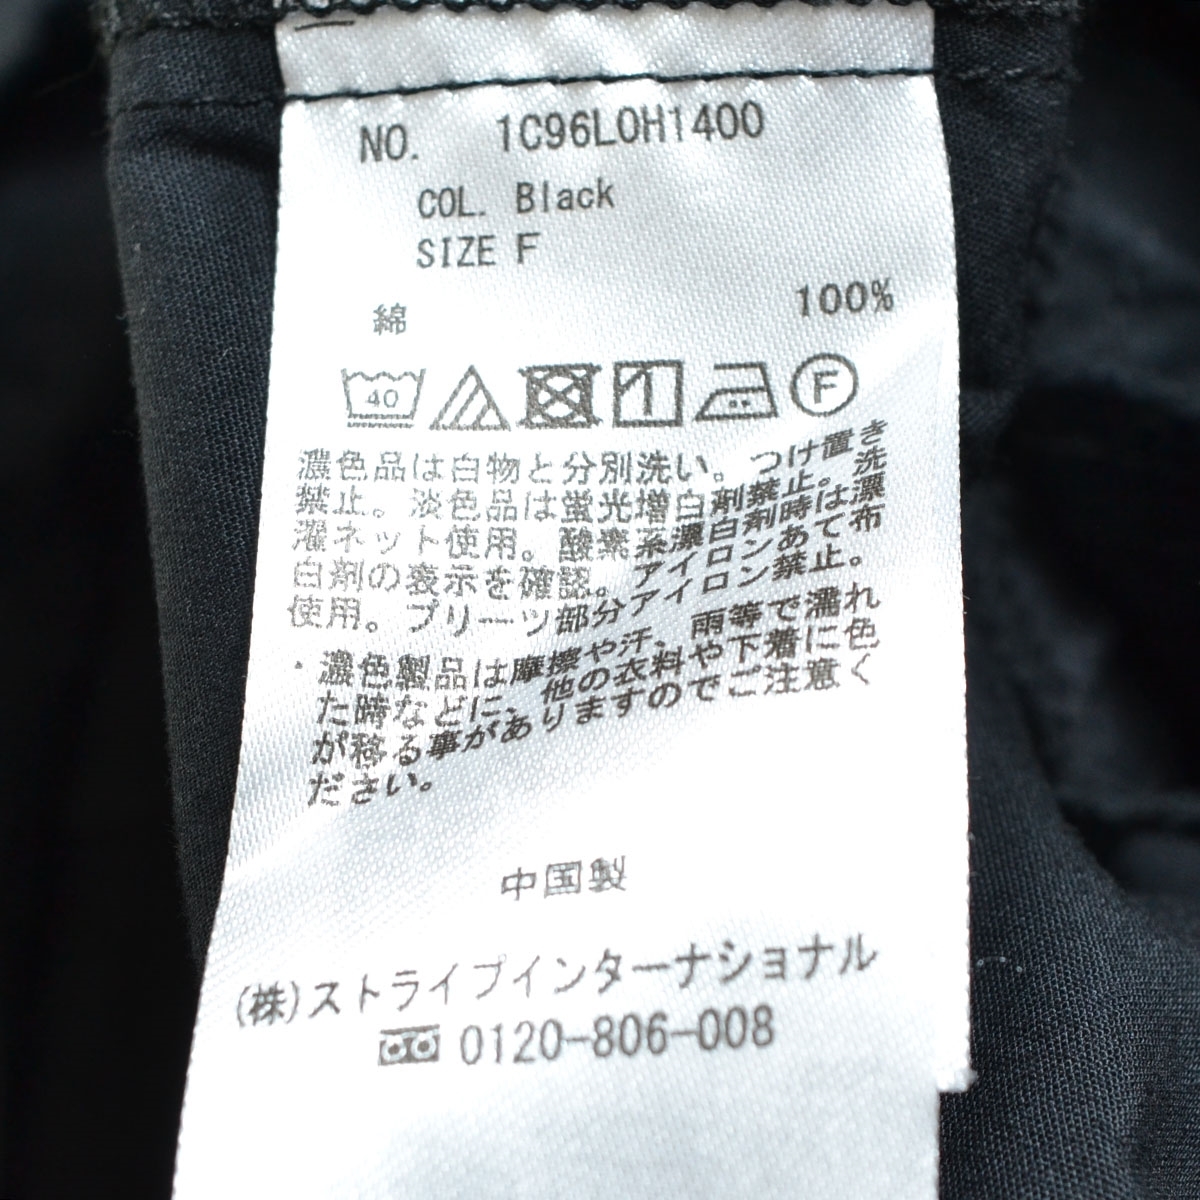 NO. 1C96L0H1400
COL. Black
SIZE F
綿 100%
40 F
濃色品は白物と分別洗い。つけ置き
禁止。淡色品は蛍光増白剤禁止。洗
濯ネット使用。酸素系漂白剤時は漂
白剤の表示を確認。アイロンあて布
使用。プリーツ部分アイロン禁止。
・濃色製品は摩擦や汗、雨等で濡れ
た時などに、他の衣料や下着に色
が移る事がありますのでご注意く
ださい。
中国製
(株)ストライプインターナショナル
0120-806-008